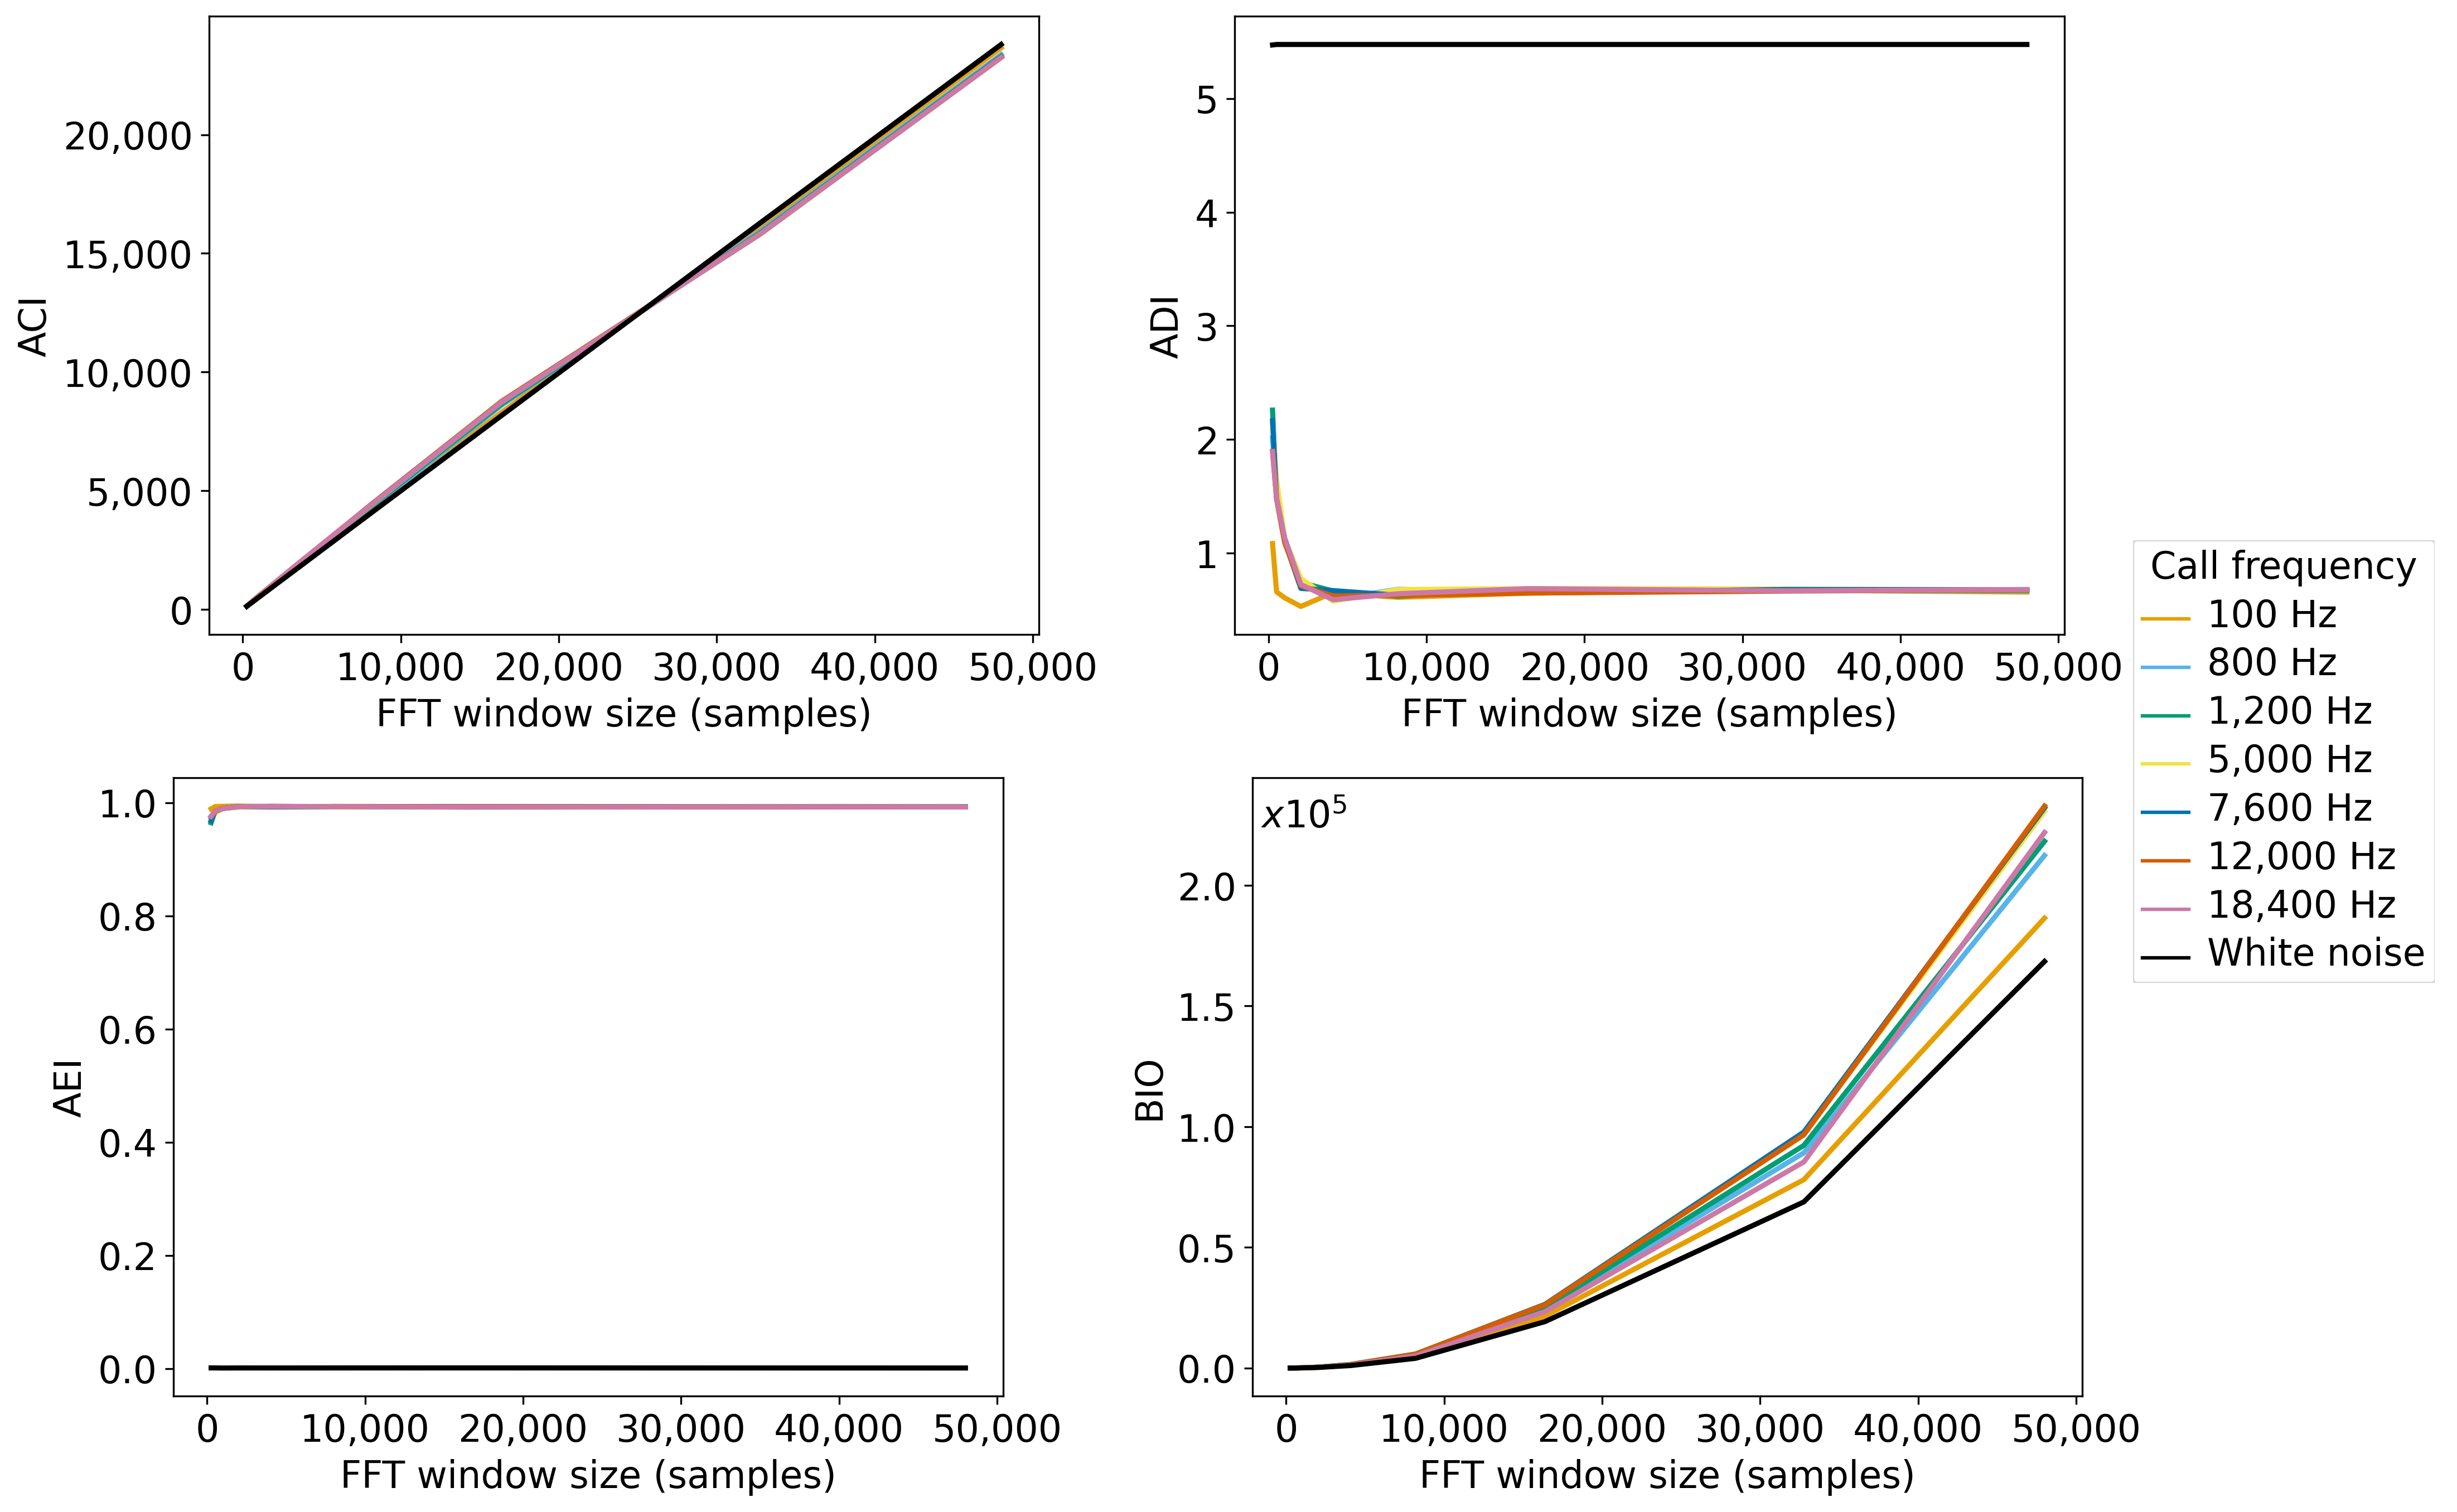 ACI
20,000
15,000
10,000
5,000
0
0 10,000 20,000 30,000 40,000 50,000
FFT window size (samples)
ADI
5
4
3
2
1
0 10,000 20,000 30,000 40,000 50,000
FFT window size (samples)
AEI
1.0
0.8
0.6
0.4
0.2
0.0
0 10,000 20,000 30,000 40,000 50,000
FFT window size (samples)
BIO
x10⁵
2.0
1.5
1.0
0.5
0.0
0 10,000 20,000 30,000 40,000 50,000
FFT window size (samples)
Call frequency
100 Hz
800 Hz
1,200 Hz
5,000 Hz
7,600 Hz
12,000 Hz
18,400 Hz
White noise